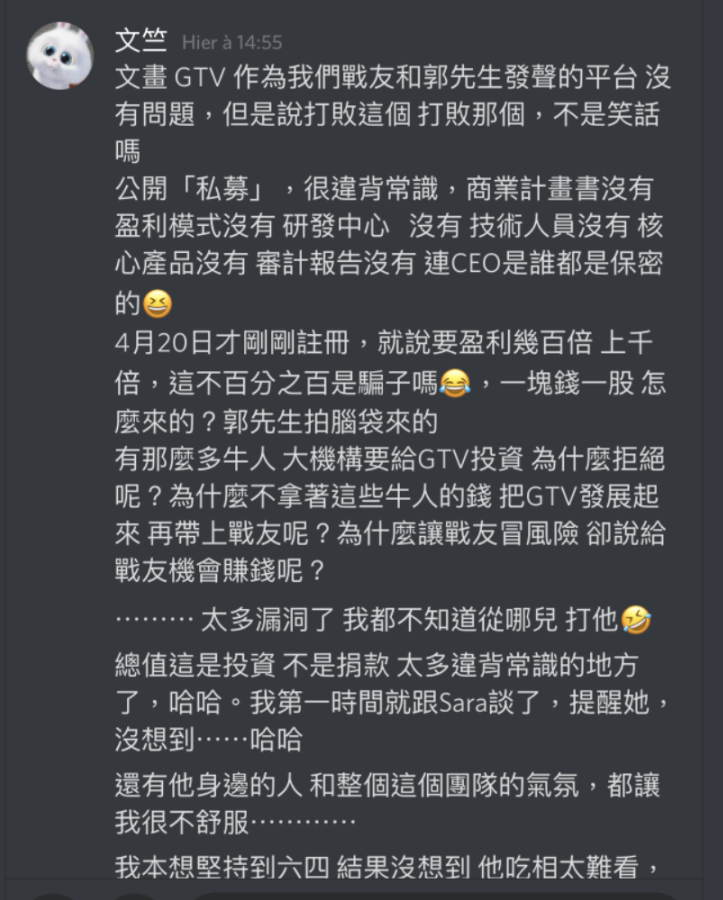 文竺 Hier à 14:55
文畫 GTV 作為我們戰友和郭先生發聲的平台 沒
有問題，但是說打敗這個 打敗那個，不是笑話
嗎
公開「私募」，很違背常識，商業計畫書沒有
盈利模式沒有 研發中心 沒有 技術人員沒有 核
心產品沒有 審計報告沒有 連CEO是誰都是保密
的😆
4月20日才剛剛註冊，就說要盈利幾百倍 上千
倍，這不百分之百是騙子嗎😂，一塊錢一股 怎
麼來的？郭先生拍腦袋來的
有那麼多牛人 大機構要給GTV投資 為什麼拒絕
呢？為什麼不拿著這些牛人的錢 把GTV發展起
來 再帶上戰友呢？為什麼讓戰友冒風險 卻說給
戰友機會賺錢呢？
⋯⋯⋯ 太多漏洞了 我都不知道從哪兒 打他🤣
總值這是投資 不是捐款 太多違背常識的地方
了，哈哈。我第一時間就跟Sara談了，提醒她，
沒想到⋯⋯哈哈
還有他身邊的人 和整個這個團隊的氣氛，都讓
我很不舒服⋯⋯⋯⋯
我本想堅持到六四 結果沒想到 他吃相太難看，